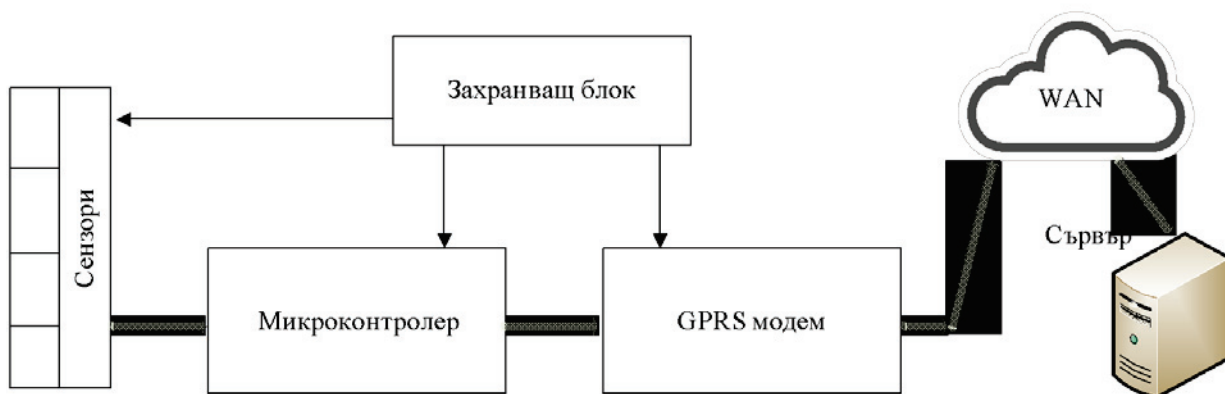 Захранващ блок
WAN
Сензори
Сървър
Микроконтролер
GPRS модем